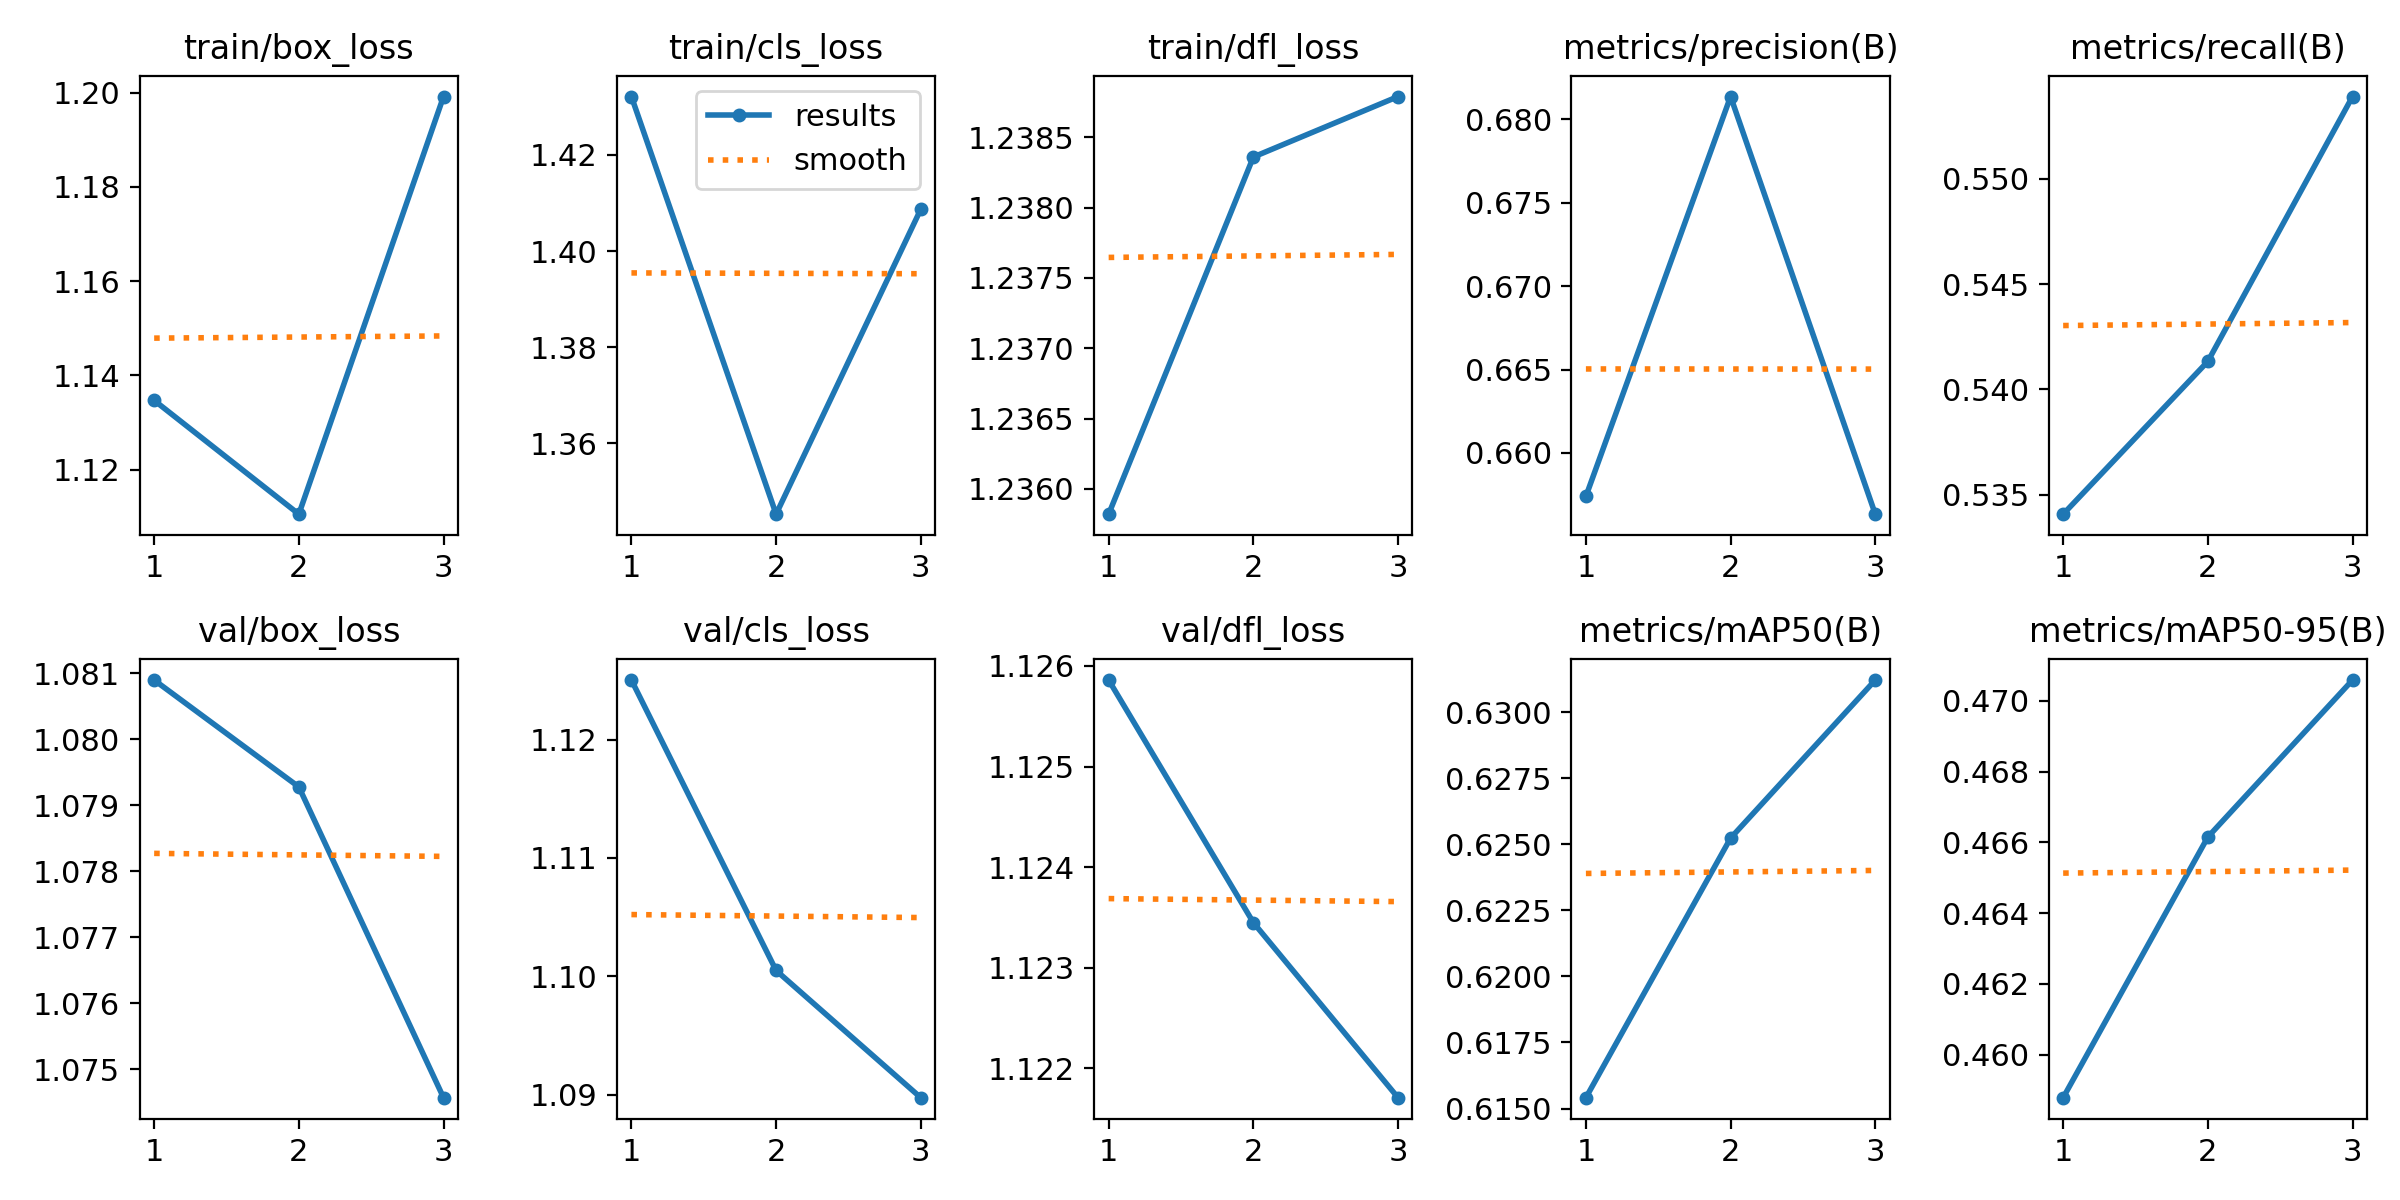 train/box_loss
1.20
1.18
1.16
1.14
1.12
1 2 3
train/cls_loss
results
smooth
1.42
1.40
1.38
1.36
1 2 3
train/dfl_loss
1.2385
1.2380
1.2375
1.2370
1.2365
1.2360
1 2 3
metrics/precision(B)
0.680
0.675
0.670
0.665
0.660
1 2 3
metrics/recall(B)
0.550
0.545
0.540
0.535
1 2 3
val/box_loss
1.081
1.080
1.079
1.078
1.077
1.076
1.075
1 2 3
val/cls_loss
1.12
1.11
1.10
1.09
1 2 3
val/dfl_loss
1.126
1.125
1.124
1.123
1.122
1 2 3
metrics/mAP50(B)
0.6300
0.6275
0.6250
0.6225
0.6200
0.6175
0.6150
1 2 3
metrics/mAP50-95(B)
0.470
0.468
0.466
0.464
0.462
0.460
1 2 3